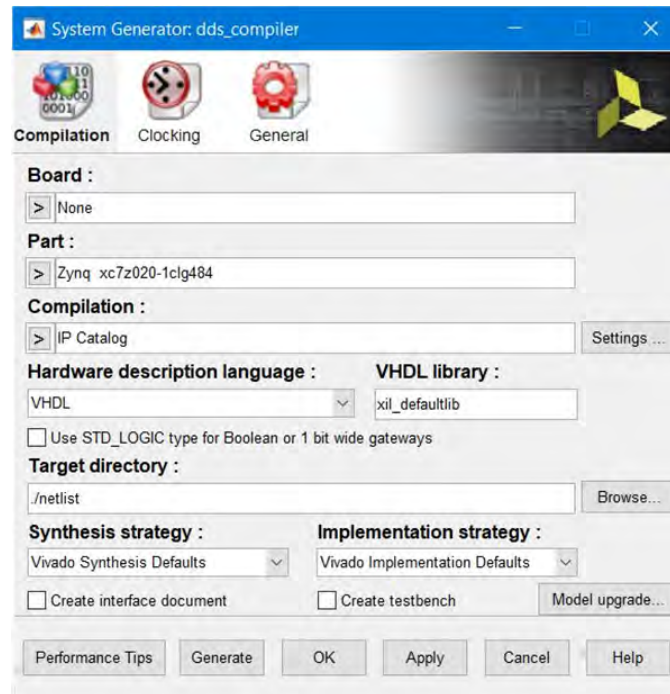 System Generator: dds_compiler
Compilation Clocking General
Board :
> None
Part :
> Zynq xc7z020-1clg484
Compilation :
> IP Catalog Settings ...
Hardware description language : VHDL library :
VHDL xil_defaultlib
Use STD_LOGIC type for Boolean or 1 bit wide gateways
Target directory :
./netlist Browse...
Synthesis strategy : Implementation strategy :
Vivado Synthesis Defaults Vivado Implementation Defaults
Create interface document Create testbench Model upgrade...
Performance Tips Generate OK Apply Cancel Help